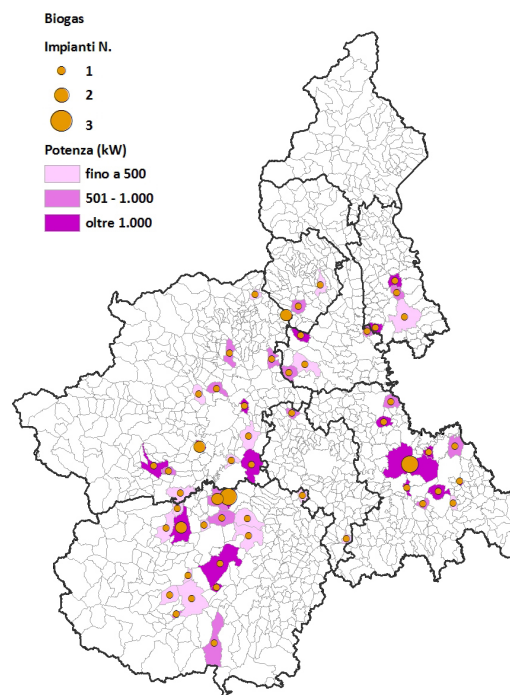 Biogas
Impianti N.
1
2
3
Potenza (kW)
fino a 500
501 - 1.000
oltre 1.000